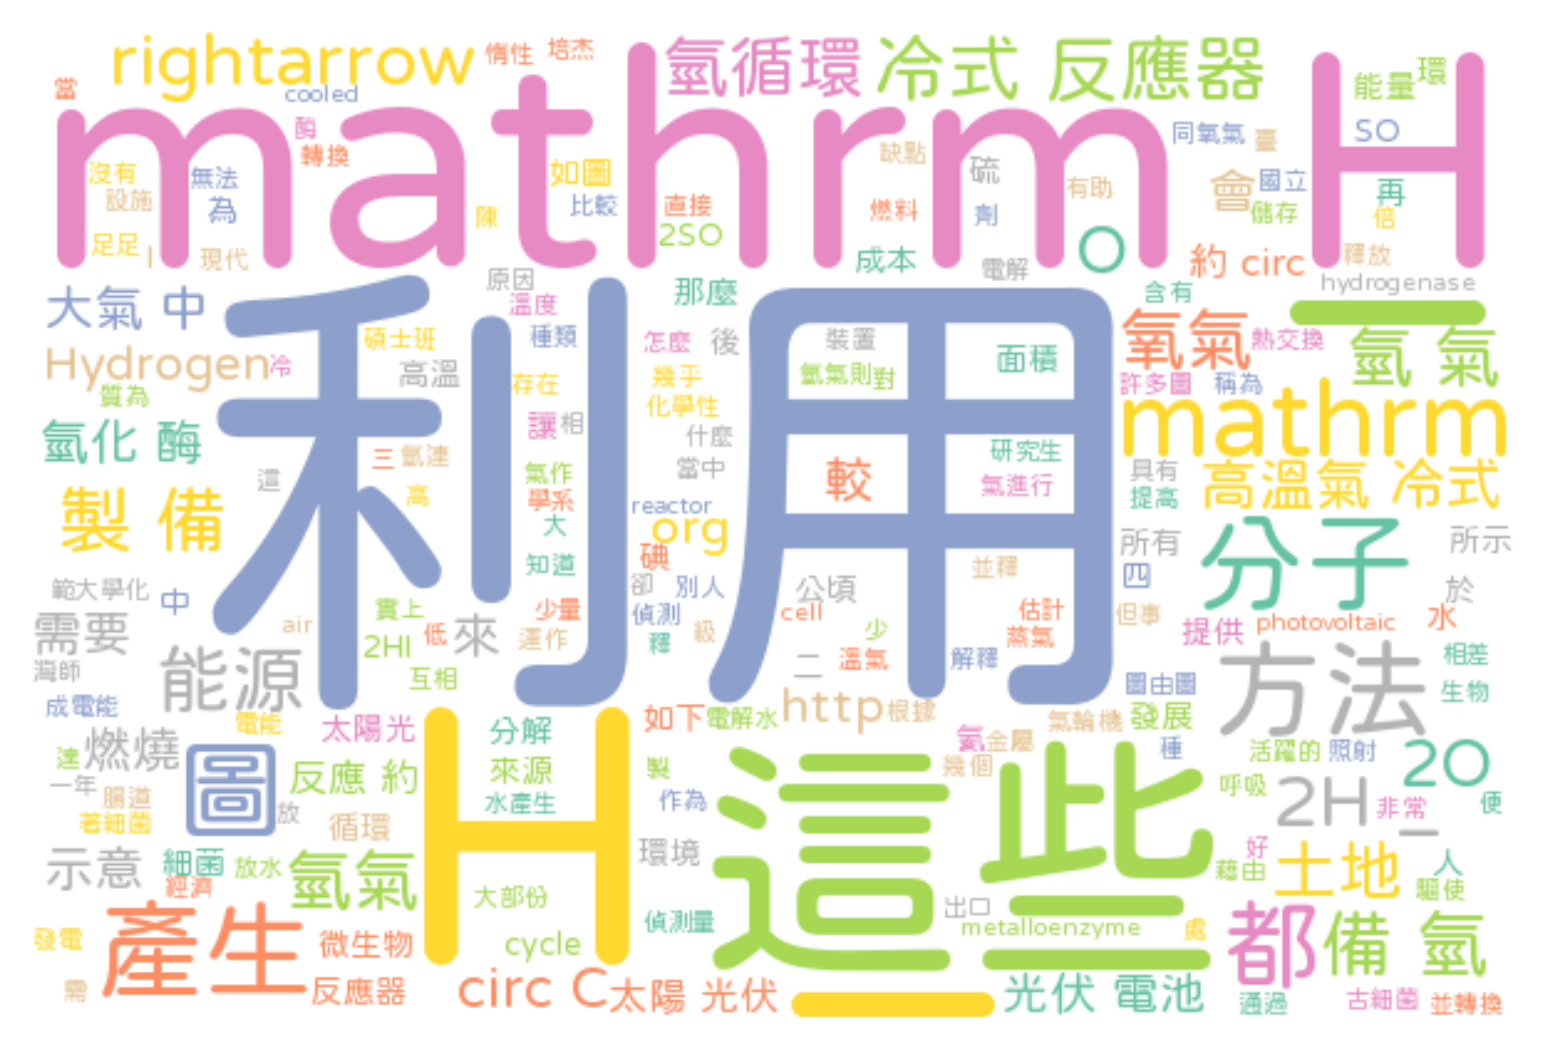 rightarrow 惰性 培杰 氫循環 冷式 反應器
當 cooled 能量 環
mathrm H
酶 轉換 同氧氣 臺 SO
沒有 無法 如圖 缺點 硫 有助 會 國立 再
設施 為 陳 比較 直接 燃料 劑 儲存 倍
足足 l 現代 2SO 成本 電解 O 約 circ 釋放
原因 那麼 含有 hydrogenase
大氣 中 利用 溫度 _
碩士班 種類 怎麼 後 裝置 面積 氧氣 熱交換 氫 氣
Hydrogen 冷 高溫 存在 幾乎 氫氣則 對 許多圖 稱為
質為 化學性 mathrm
氫化 酶 讓 相 什麼 研究生
這 三 氫連 氣作 當中 較 氣進行 具有 高溫氣 冷式
製 備 高 學系 reactor 提高
大 org 所有 分子 所示
範大學化 中 知道 碘 並釋 四
實上 少量 卻 別人 公頃 估計 但事 於
需要 air 2HI 低 來 運作 偵測 cell 少 蒸氣 提供 photovoltaic 水
灣師 能源 互相 釋 級 二 溫氣 解釋 方法 相差
成電能 圖由圖 生物
電能 太陽光 分解 如下 電解水 http 根據 氦 金屬 氣輪機 發展
達 燃燒 圖 反應 約 H 來源 製 這些 幾個 種 活躍的 照射 2O
一年 腸道 放 水產生 作為 呼吸 2H 非常 便
著細菌 循環 _
示意 細菌 放水 氫氣 環境 好 土地 人
經濟 大部份 藉由 驅使
發電 產生 微生物 cycle 偵測量 出口 metalloenzyme 處 都 備 氫
需 反應器 circ C 太陽 光伏 _ 光伏 電池 通過 古細菌 並轉換